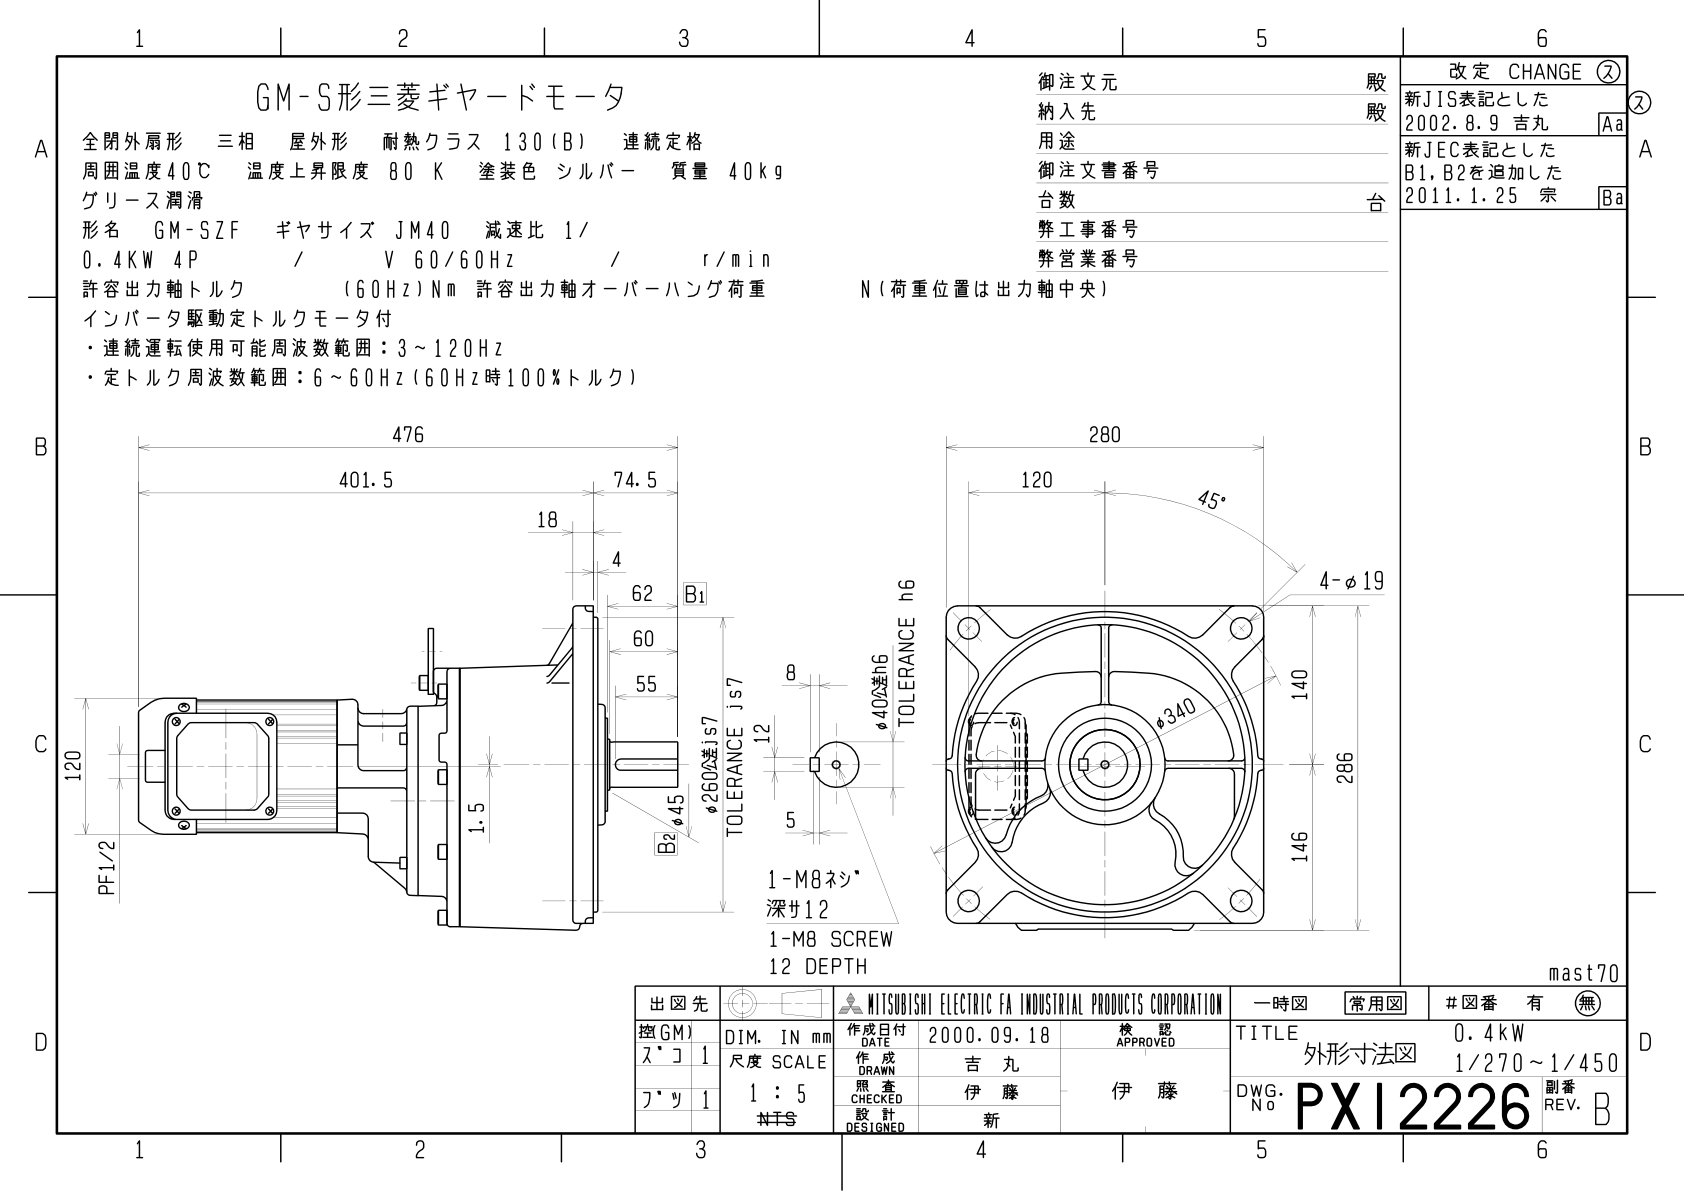 1 2 3 4 5 6
改定 CHANGE ㋜
新JIS表記とした
2002.8.9 吉丸 Aa
新JEC表記とした
B1,B2を追加した
2011.1.25 宗 Ba
㋜
A
A
B
B
C
C
D
D
GM-S形三菱ギヤードモータ
全閉外扇形 三相 屋外形 耐熱クラス 130(B) 連続定格
周囲温度40℃ 温度上昇限度 80 K 塗装色 シルバー 質量 40kg
グリース潤滑
形名 GM-SZF ギヤサイズ JM40 減速比 1/
0.4KW 4P / V 60/60Hz / r/min
許容出力軸トルク (60Hz)Nm 許容出力軸オーバーハング荷重 N(荷重位置は出力軸中央)
インバータ駆動定トルクモータ付
・連続運転使用可能周波数範囲：3～120Hz
・定トルク周波数範囲：6～60Hz(60Hz時100%トルク)
御注文元 殿
納入先 殿
用途
御注文書番号
台数 台
弊工事番号
弊営業番号
476
401.5
74.5
18
4
62
B1
60
55
120
PF1/2
1.5
φ45
B2
φ260公差js7
TOLERANCE js7
8
12
5
φ40公差h6
TOLERANCE h6
1-M8ネジ
深サ12
1-M8 SCREW
12 DEPTH
280
120
45°
4-φ19
φ340
140
146
286
mast70
出図先
控(GM)
スﾞコ 1
フﾞツ 1
DIM. IN mm
尺度 SCALE
1 : 5
NTS
MITSUBISHI ELECTRIC FA INDUSTRIAL PRODUCTS CORPORATION
作成日付
DATE
2000.09.18
作 成
DRAWN
吉 丸
照 査
CHECKED
伊 藤
設 計
DESIGNED
新
検 認
APPROVED
伊 藤
一時図 常用図 #図番 有 無
TITLE
外形寸法図
0.4kW
1/270～1/450
DWG.
No
PX12226
副番
REV. B
1 2 3 4 5 6